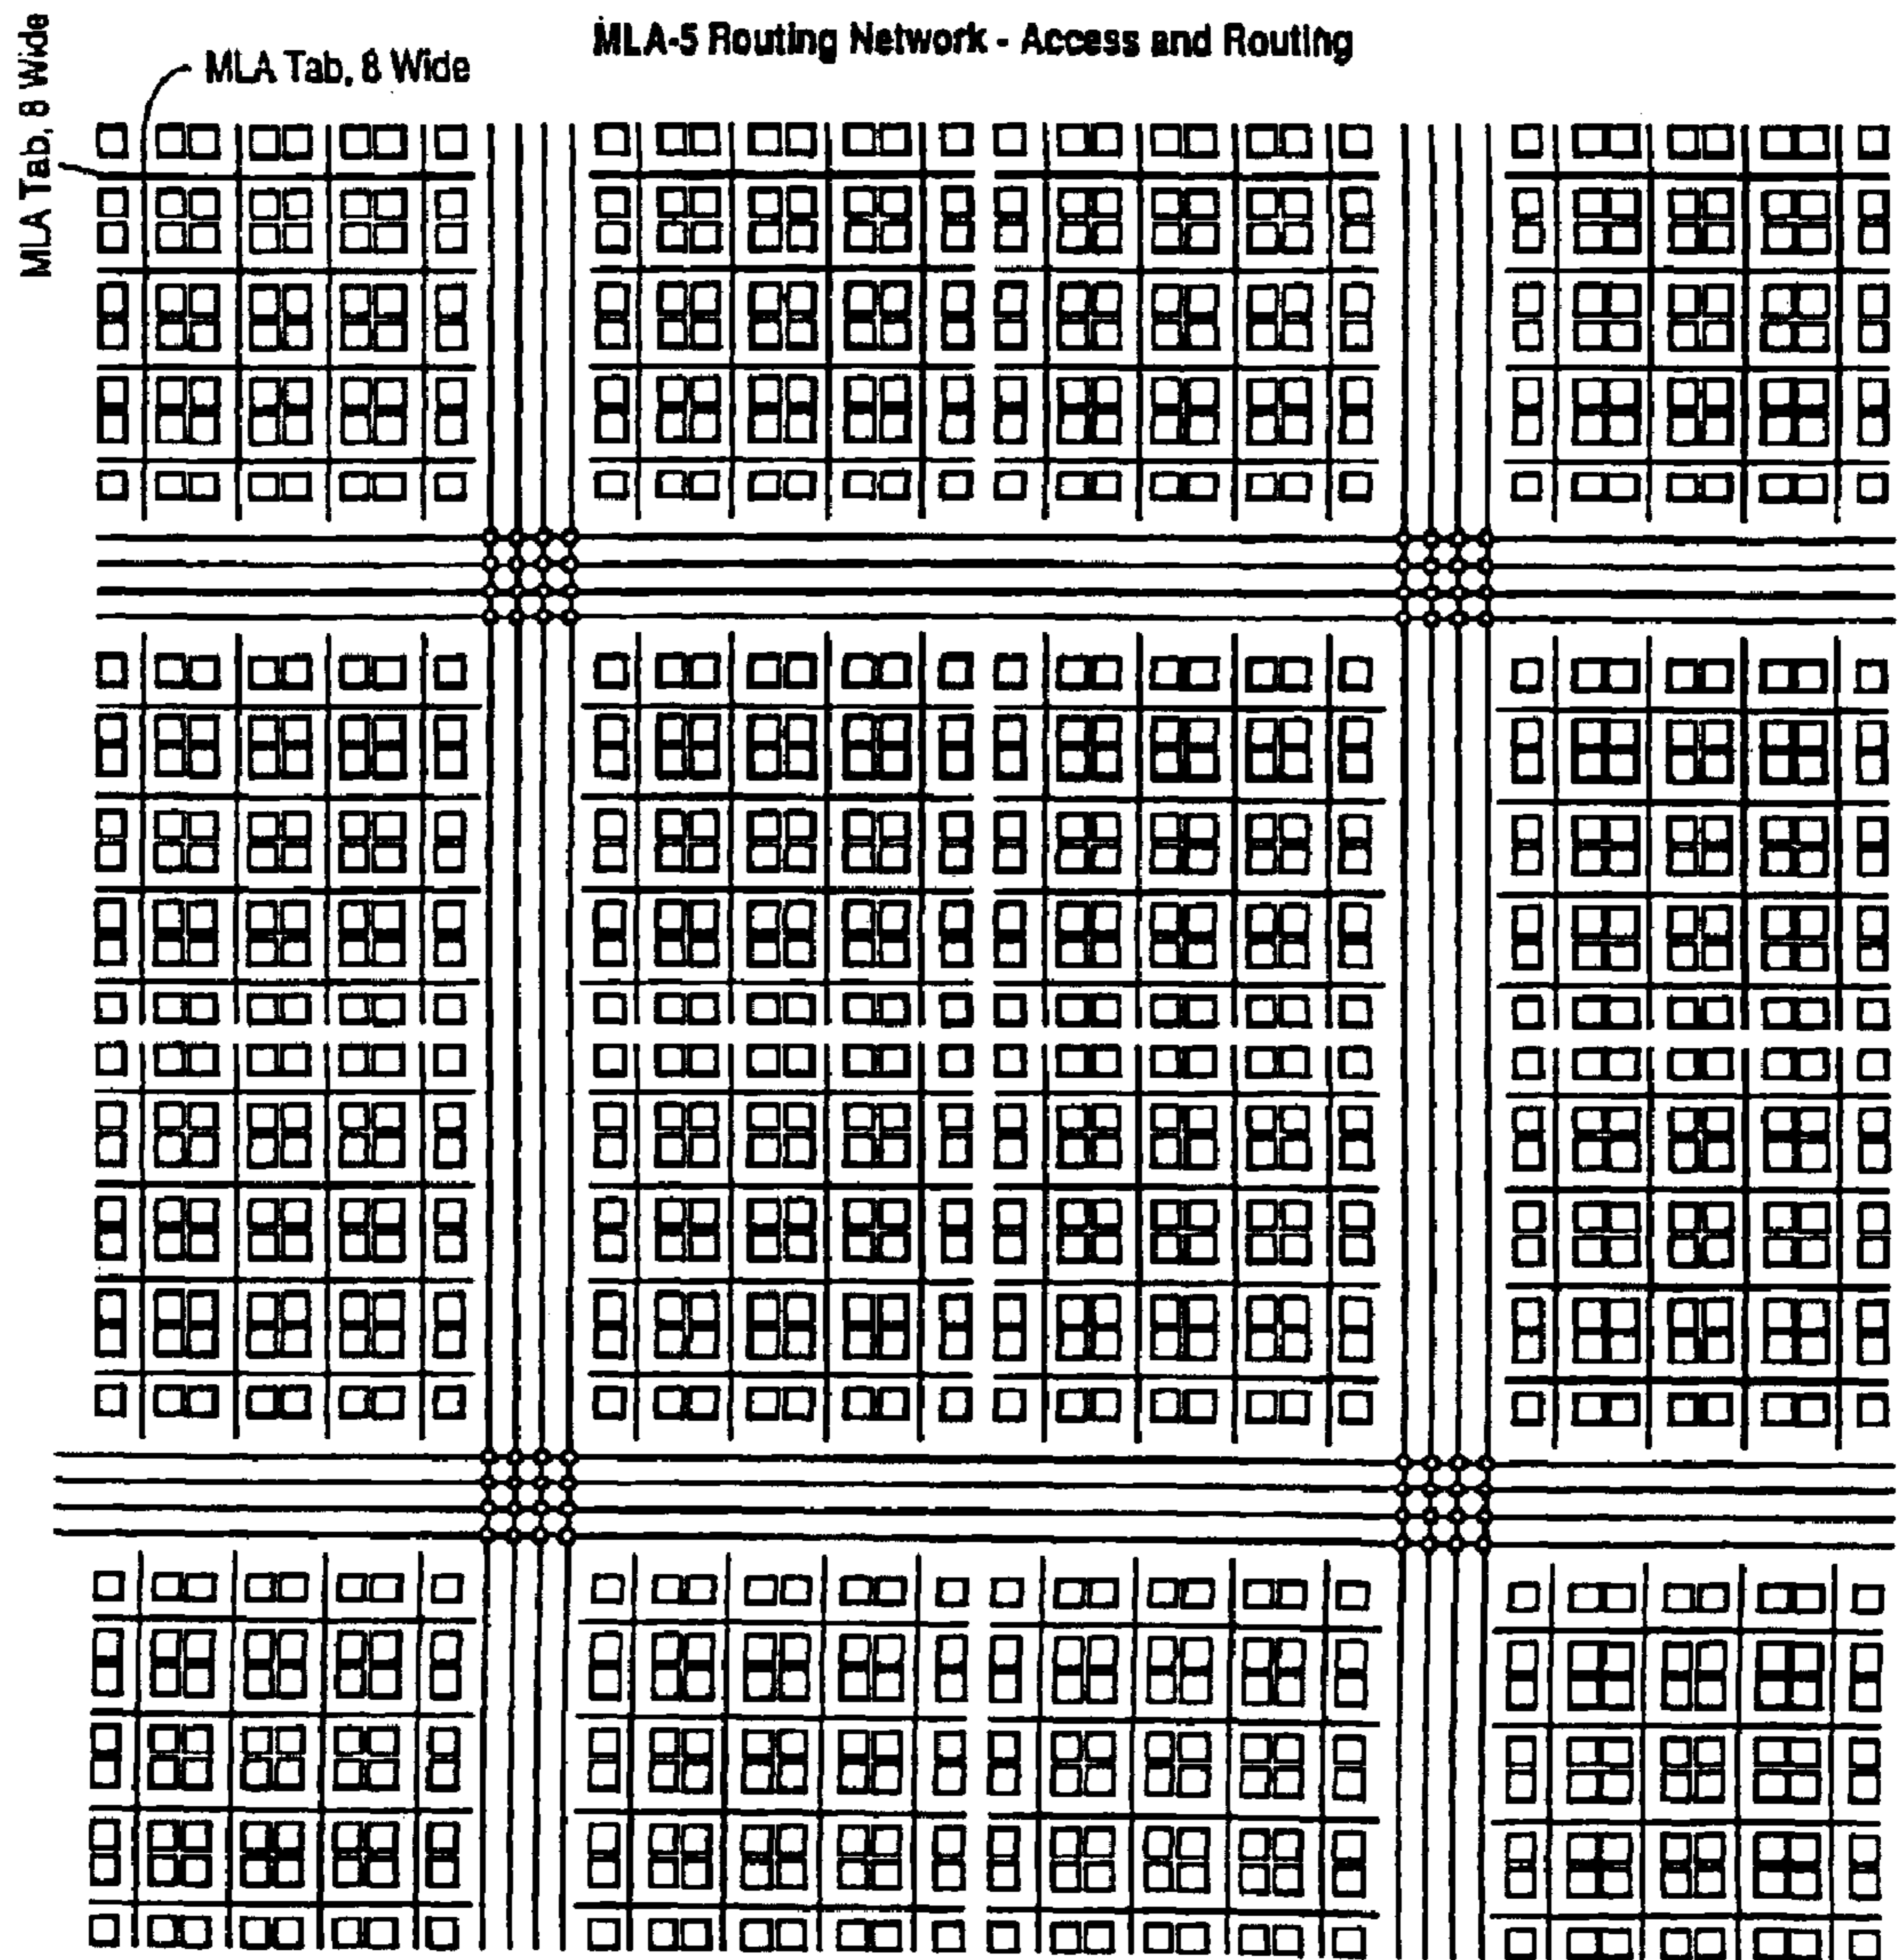 MLA-5 Routing Network - Access and Routing
MLA Tab, 8 Wide
MLA Tab, 8 Wide